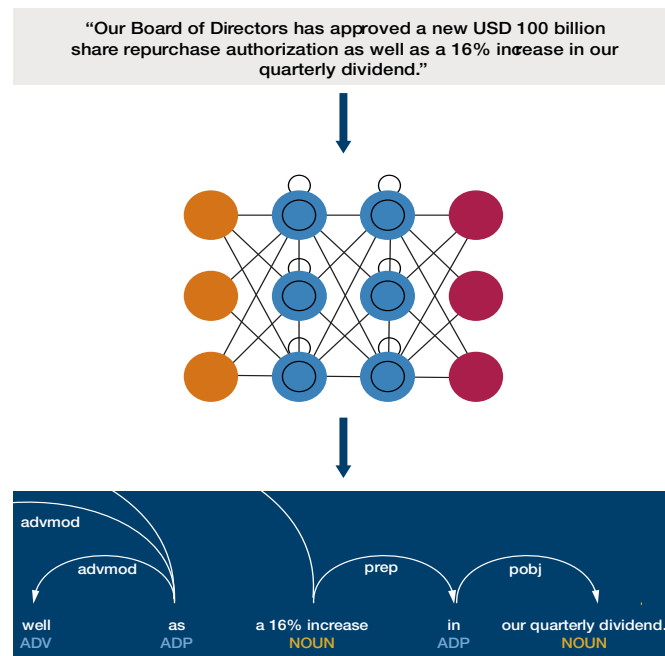 “Our Board of Directors has approved a new USD 100 billion
share repurchase authorization as well as a 16% increase in our
quarterly dividend.”
advmod
advmod
prep
pobj
well as a 16% increase in our quarterly dividend.
ADV ADP NOUN ADP NOUN